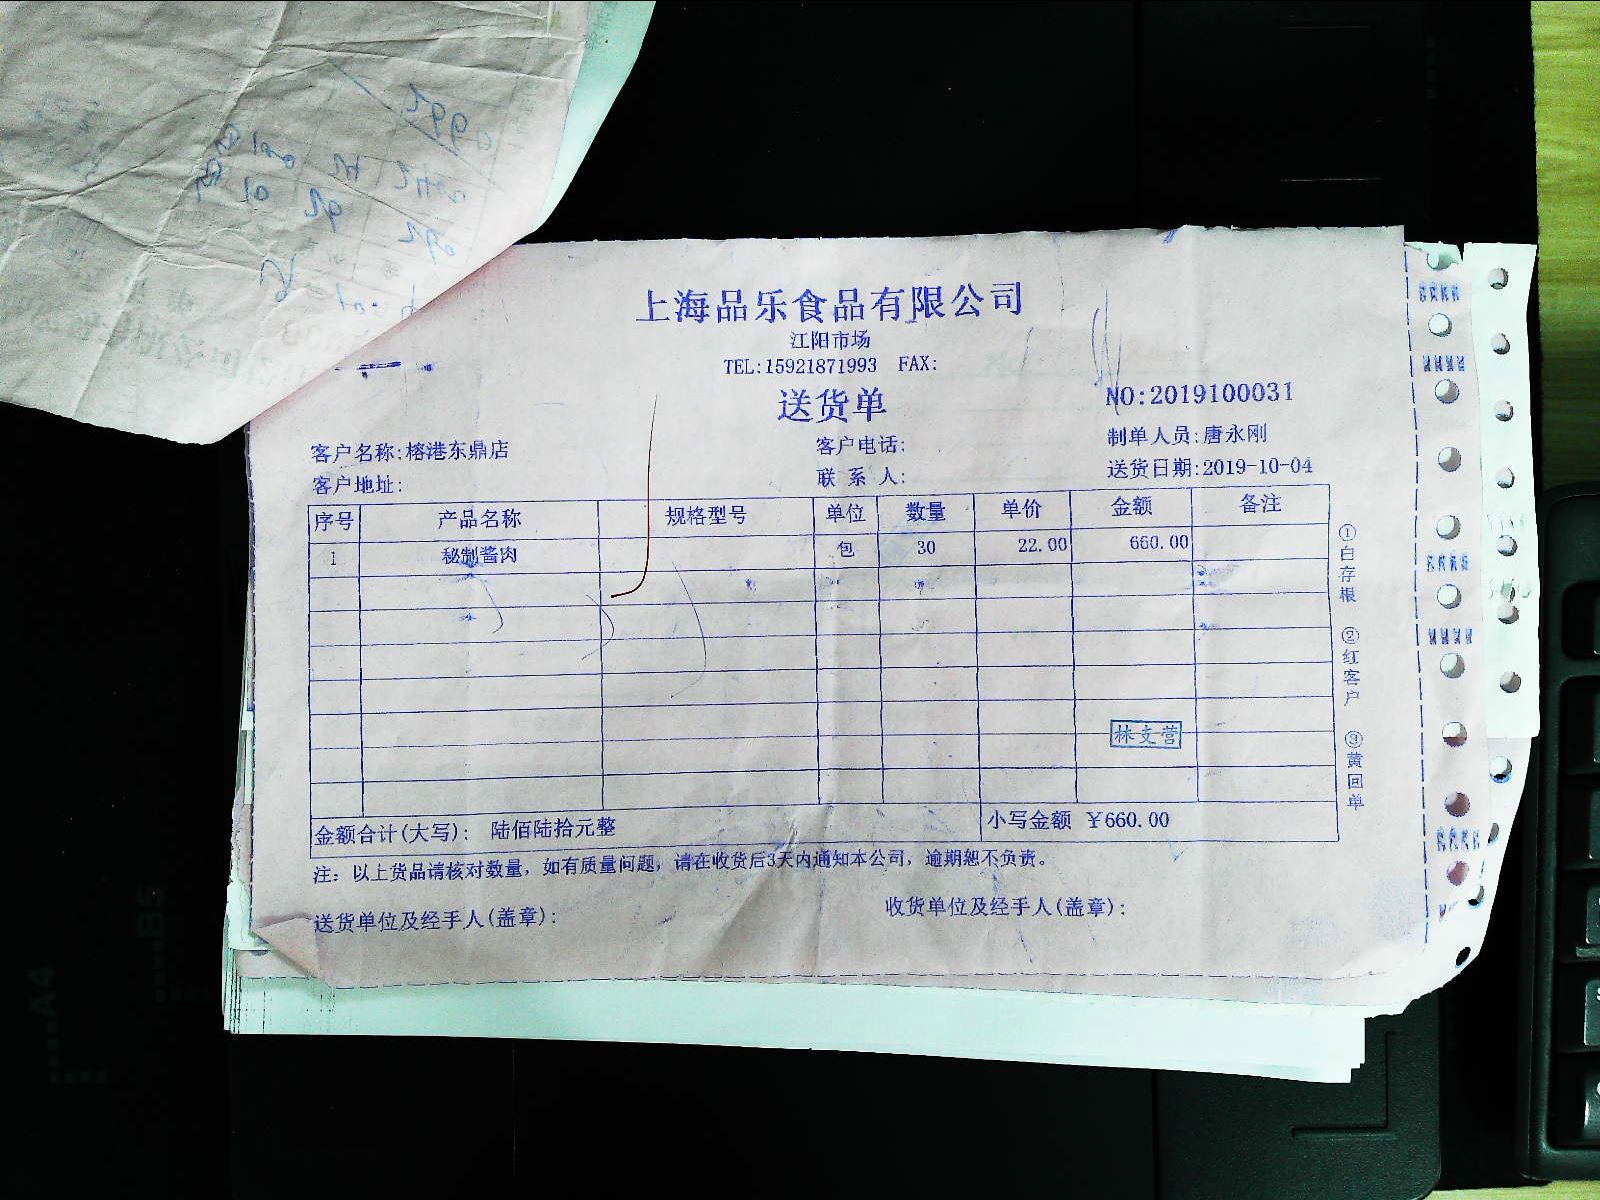 上海品乐食品有限公司
江阳市场
TEL:15921871993 FAX:
送货单
NO:2019100031
客户名称:榕港东鼎店 客户电话: 制单人员:唐永刚
客户地址: 联系人: 送货日期:2019-10-04
序号 产品名称 规格型号 单位 数量 单价 金额 备注
1 秘制酱肉 包 30 22.00 660.00
林支营
金额合计(大写): 陆佰陆拾元整 小写金额 ¥660.00
注: 以上货品请核对数量, 如有质量问题, 请在收货后3天内通知本公司, 逾期恕不负责。
送货单位及经手人(盖章): 收货单位及经手人(盖章):
①白存根 ②红客户 ③黄回单
A4
B5